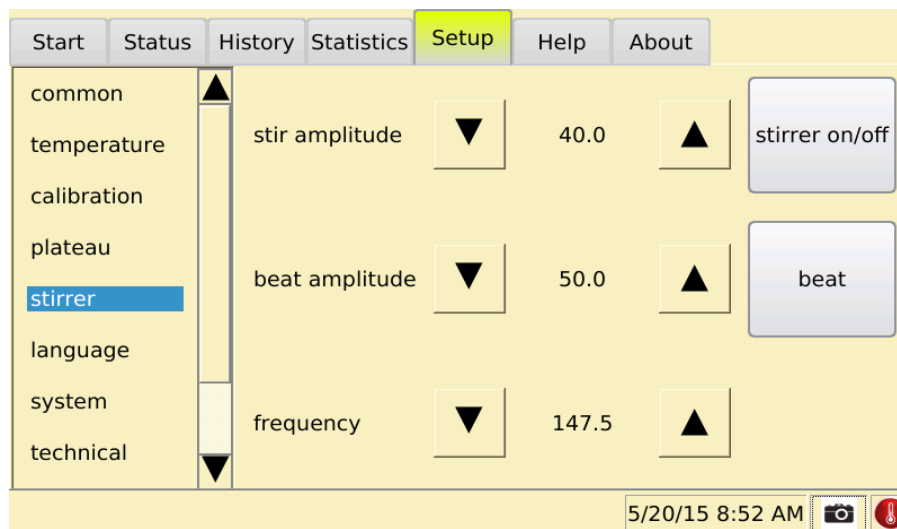 Start Status History Statistics Setup Help About
common
temperature
calibration
plateau
stirrer
language
system
technical
stir amplitude 40.0 stirrer on/off
beat amplitude 50.0 beat
frequency 147.5
5/20/15 8:52 AM